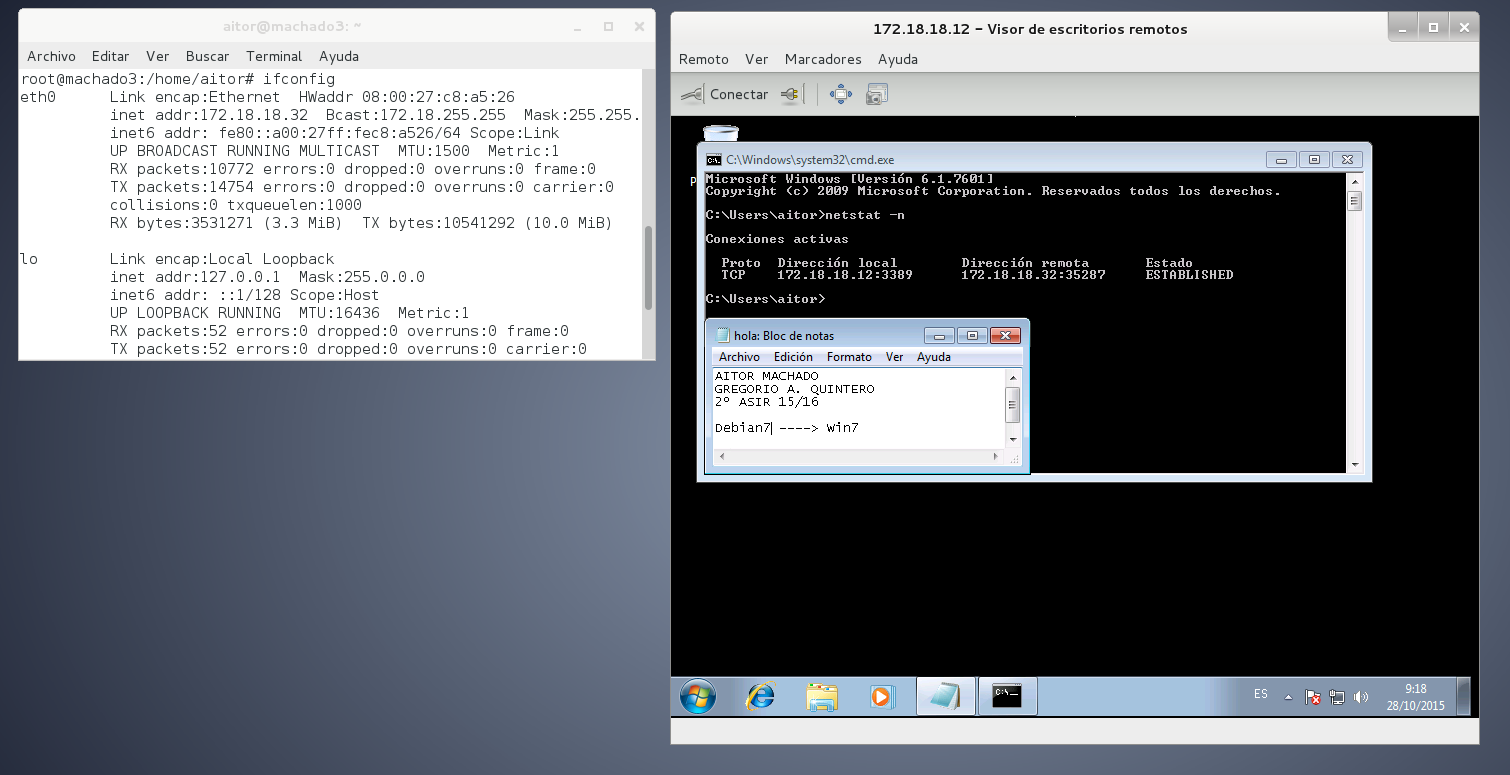 aitor@machado3: ~
Archivo Editar Ver Buscar Terminal Ayuda
root@machado3:/home/aitor# ifconfig
eth0 Link encap:Ethernet HWaddr 08:00:27:c8:a5:26
inet addr:172.18.18.32 Bcast:172.18.255.255 Mask:255.255.
inet6 addr: fe80::a00:27ff:fec8:a526/64 Scope:Link
UP BROADCAST RUNNING MULTICAST MTU:1500 Metric:1
RX packets:10772 errors:0 dropped:0 overruns:0 frame:0
TX packets:14754 errors:0 dropped:0 overruns:0 carrier:0
collisions:0 txqueuelen:1000
RX bytes:3531271 (3.3 MiB) TX bytes:10541292 (10.0 MiB)
lo Link encap:Local Loopback
inet addr:127.0.0.1 Mask:255.0.0.0
inet6 addr: ::1/128 Scope:Host
UP LOOPBACK RUNNING MTU:16436 Metric:1
RX packets:52 errors:0 dropped:0 overruns:0 frame:0
TX packets:52 errors:0 dropped:0 overruns:0 carrier:0
172.18.18.12 – Visor de escritorios remotos
Remoto Ver Marcadores Ayuda
Conectar
C:\Windows\system32\cmd.exe
Microsoft Windows [Versión 6.1.7601]
Copyright (c) 2009 Microsoft Corporation. Reservados todos los derechos.
C:\Users\aitor>netstat -n
Conexiones activas
Proto Dirección local Dirección remota Estado
TCP 172.18.18.12:3389 172.18.18.32:35287 ESTABLISHED
C:\Users\aitor>
hola: Bloc de notas
Archivo Edición Formato Ver Ayuda
AITOR MACHADO
GREGORIO A. QUINTERO
2º ASIR 15/16
Debian7 ----> Win7
ES
9:18
28/10/2015